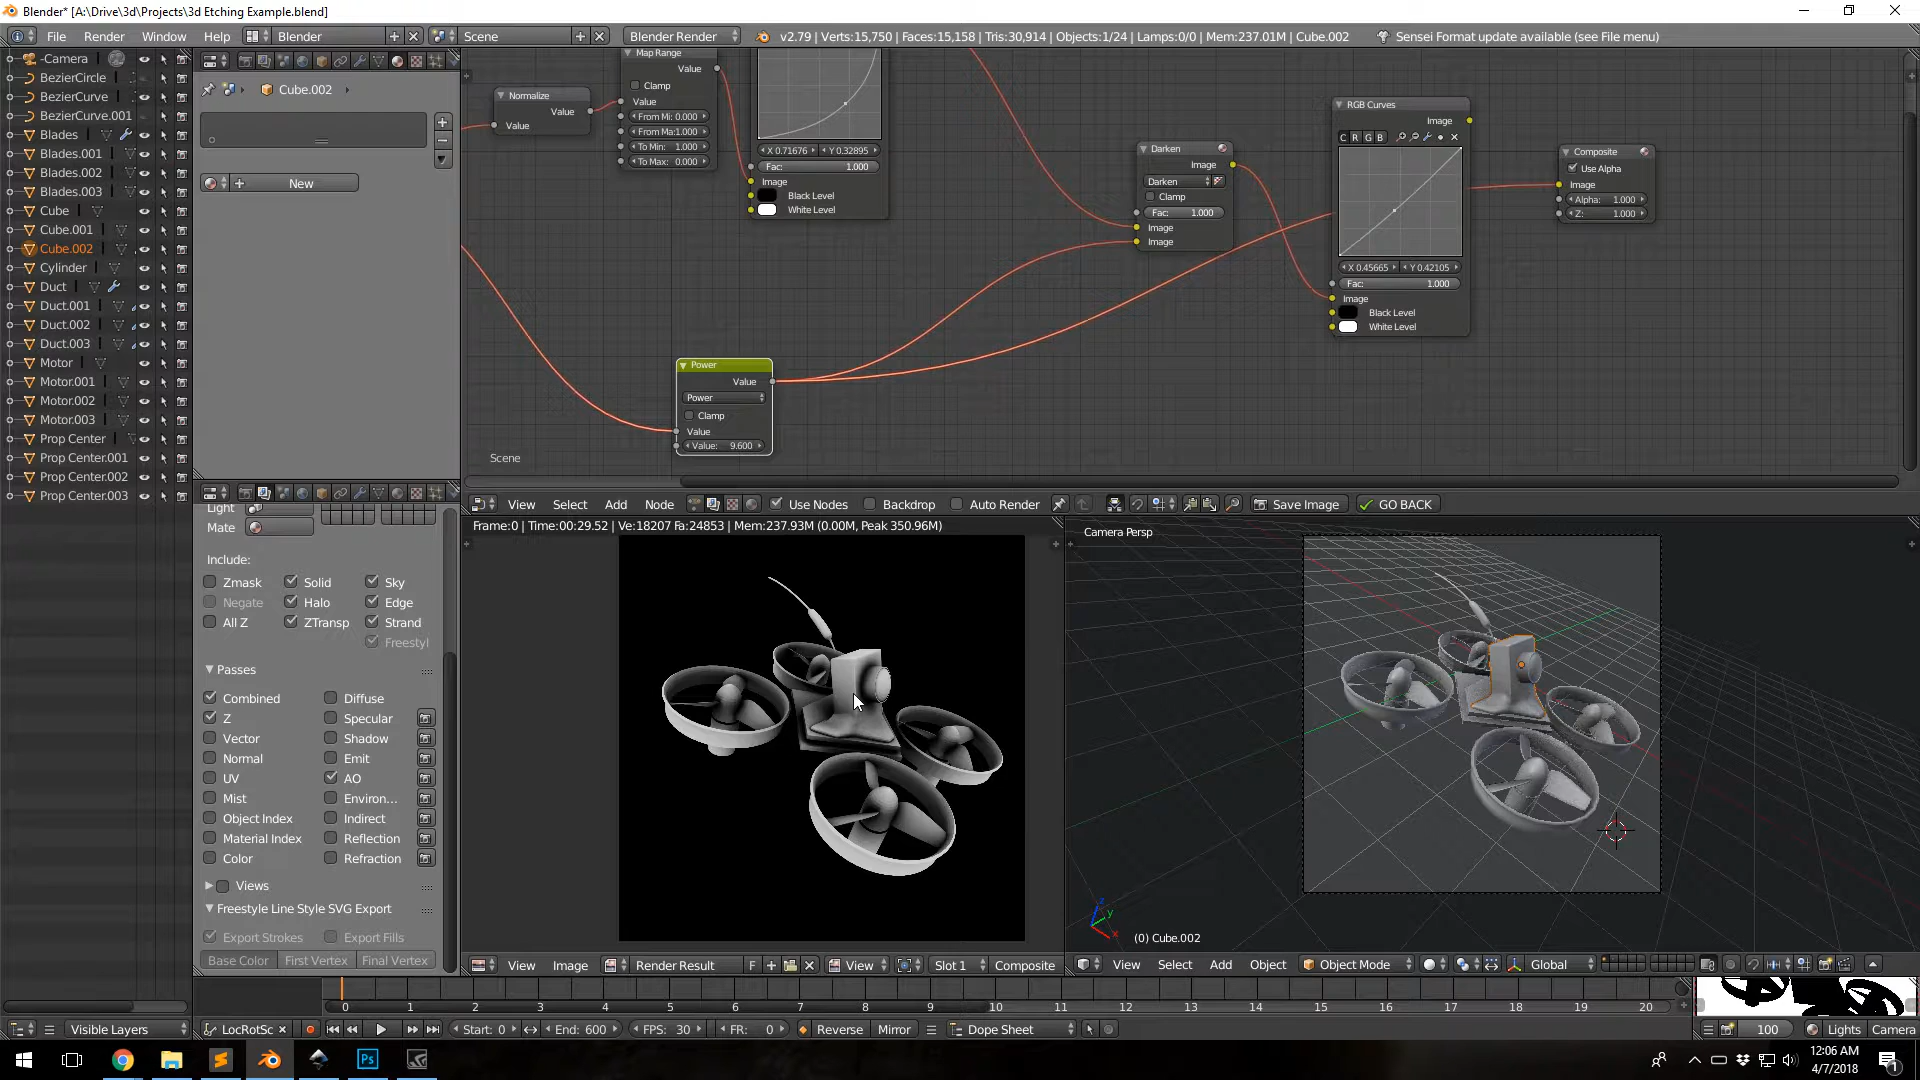 Blender* [A:\Drive\3d\Projects\3d Etching Example.blend]
File Render Window Help Blender Scene Blender Render v2.79 | Verts:15,750 | Faces:15,158 | Tris:30,914 | Objects:1/24 | Lamps:0/0 | Mem:237.01M | Cube.002 Sensei Format update available (see File menu)
-Camera
BezierCircle
BezierCurve
BezierCurve.001
Blades
Blades.001
Blades.002
Blades.003
Cube
Cube.001
Cube.002
Cylinder
Duct
Duct.001
Duct.002
Duct.003
Motor
Motor.001
Motor.002
Motor.003
Prop Center
Prop Center.001
Prop Center.002
Prop Center.003
Cube.002
New
Normalize
Value
Value
Map Range
Value
Clamp
Value
From Mi: 0.000
From Ma:1.000
To Min: 1.000
To Max: 0.000
X 0.71676 Y 0.32895
Fac: 1.000
Image
Black Level
White Level
Darken
Image
Darken
Clamp
Fac: 1.000
Image
Image
RGB Curves
Image
C R G B
X 0.45665 Y 0.42105
Fac: 1.000
Image
Black Level
White Level
Composite
Use Alpha
Image
Alpha: 1.000
Z: 1.000
Power
Value
Power
Clamp
Value
Value: 9.600
Scene
View Select Add Node Use Nodes Backdrop Auto Render Save Image GO BACK
Light
Mate
Include:
Zmask Solid Sky
Negate Halo Edge
All Z ZTransp Strand
Freestyl
Passes
Combined Diffuse
Z Specular
Vector Shadow
Normal Emit
UV AO
Mist Environ...
Object Index Indirect
Material Index Reflection
Color Refraction
Views
Freestyle Line Style SVG Export
Export Strokes Export Fills
Base Color First Vertex Final Vertex
Frame:0 | Time:00:29.52 | Ve:18207 Fa:24853 | Mem:237.93M (0.00M, Peak 350.96M)
View Image Render Result F View Slot 1 Composite
Camera Persp
z
y
x
(0) Cube.002
View Select Add Object Object Mode Global
0 1 2 3 4 5 6 7 8 9 10 11 12 13 14 15 16 17 18 19 20
Visible Layers LocRotSc Start: 0 End: 600 FPS: 30 FR: 0 Reverse Mirror Dope Sheet 100 Lights Camera
Ps
12:06 AM
4/7/2018
1